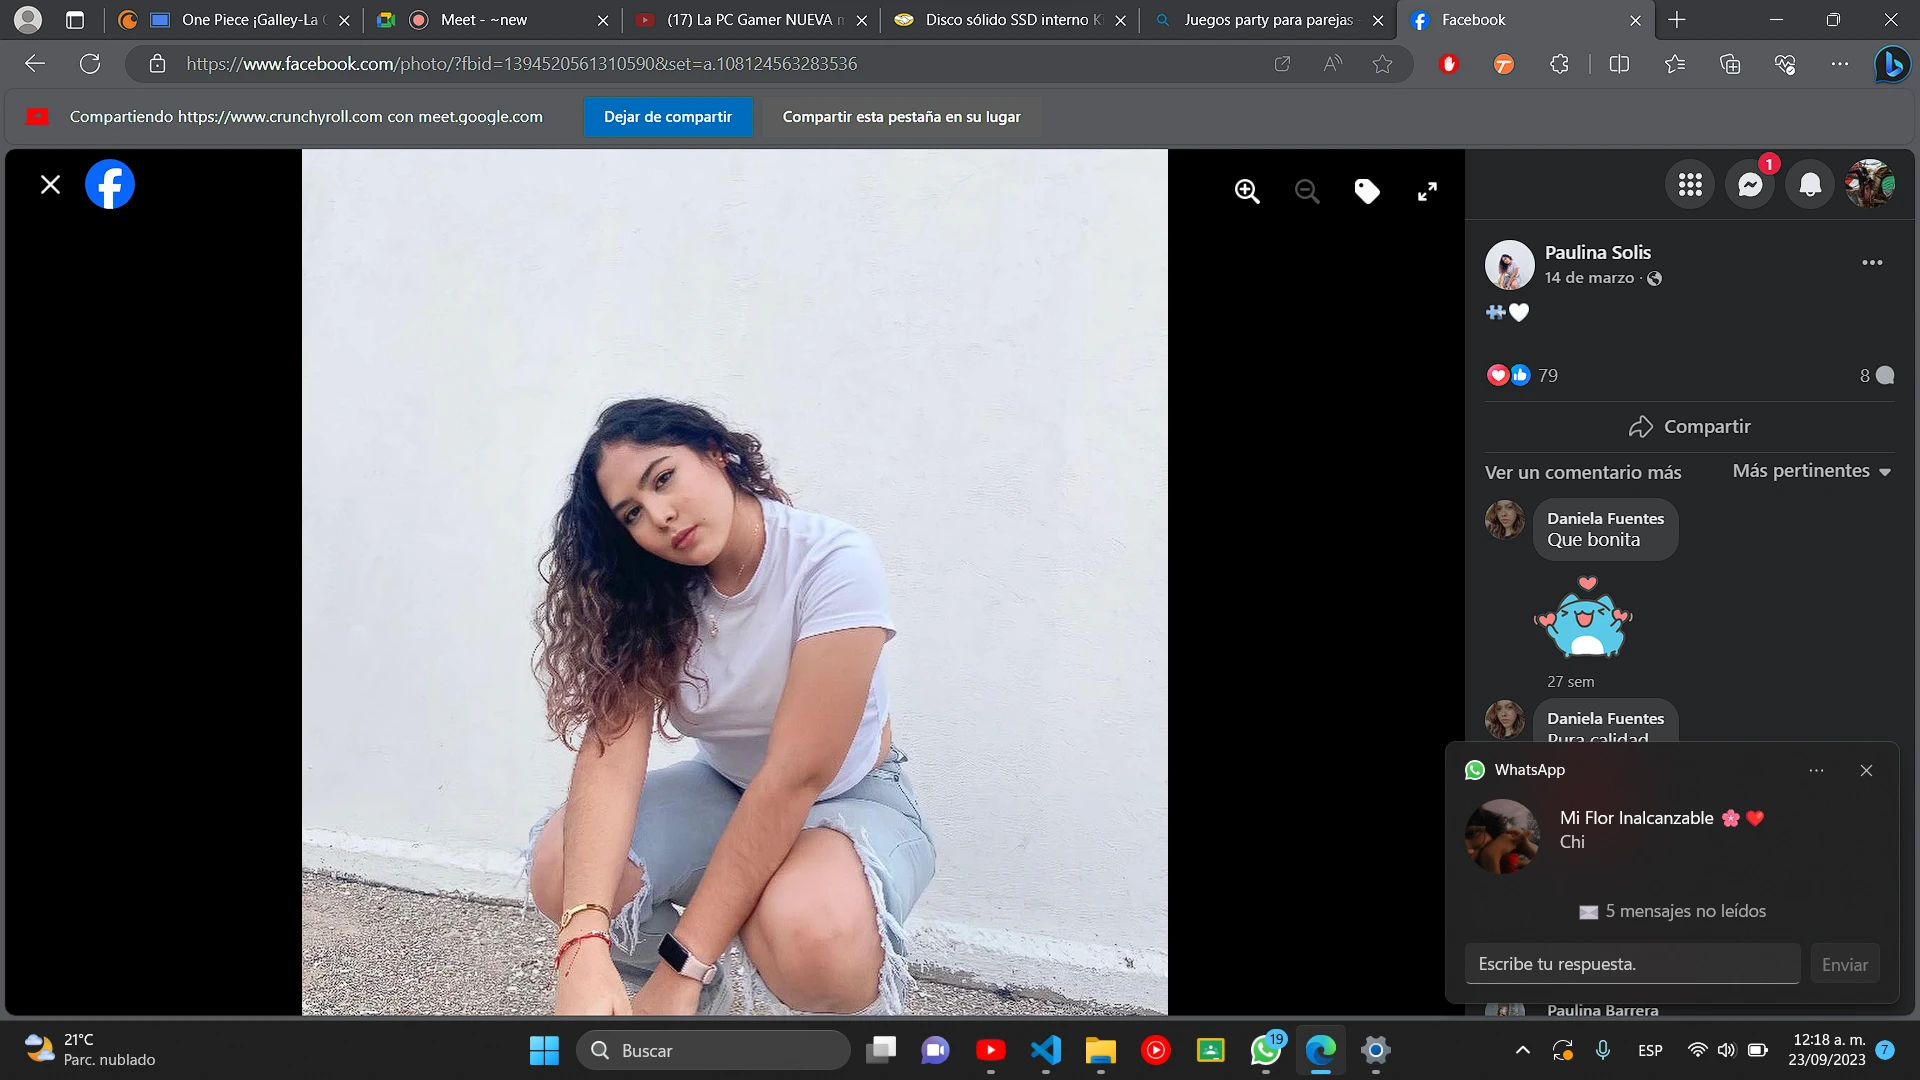 One Piece ¡Galley-La
Meet - ~new
(17) La PC Gamer NUEVA
Disco sólido SSD interno
Juegos party para parejas
Facebook
https://www.facebook.com/photo/?fbid=1394520561310590&set=a.108124563283536
Compartiendo https://www.crunchyroll.com con meet.google.com
Dejar de compartir
Compartir esta pestaña en su lugar
1
Paulina Solis
14 de marzo ·
79
8
Compartir
Ver un comentario más
Más pertinentes
Daniela Fuentes
Que bonita
27 sem
Daniela Fuentes
Pura calidad
WhatsApp
Mi Flor Inalcanzable 🌸❤️
Chi
5 mensajes no leídos
Escribe tu respuesta.
Enviar
Paulina Barrera
21°C
Parc. nublado
Buscar
19
ESP
12:18 a. m.
23/09/2023
7